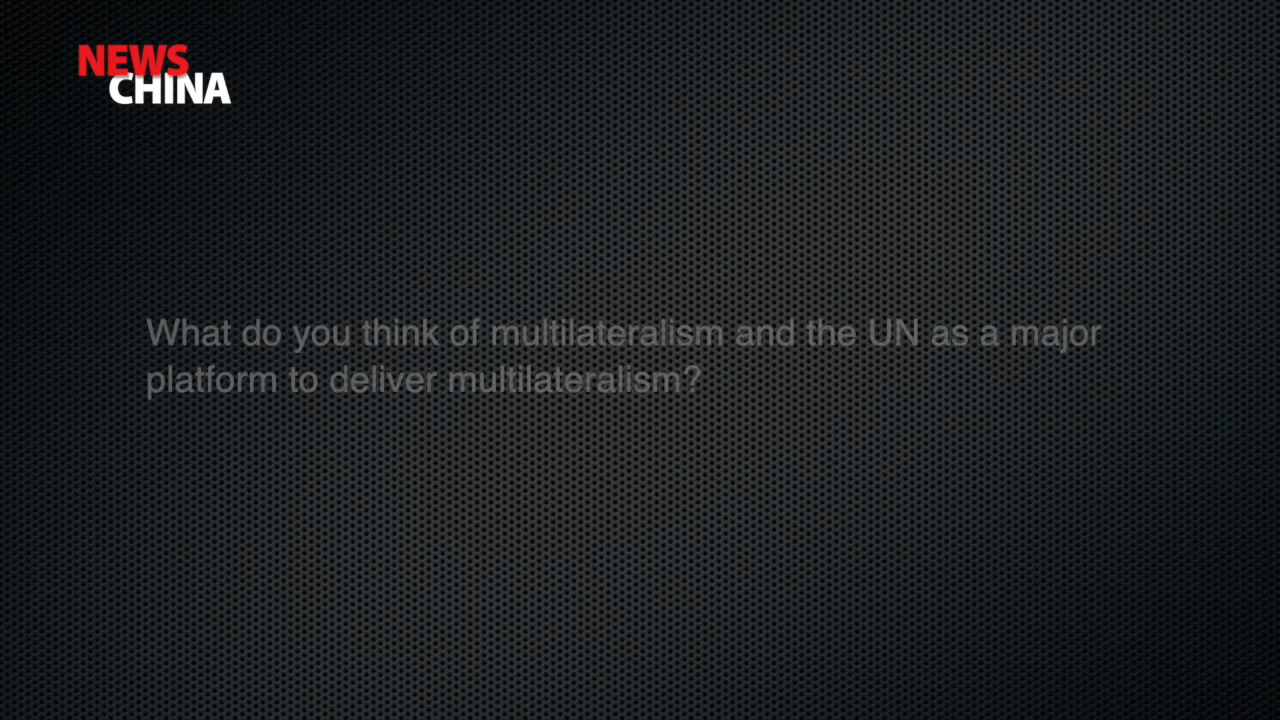 NEWS
CHINA
What do you think of multilateralism and the UN as a major
platform to deliver multilateralism?